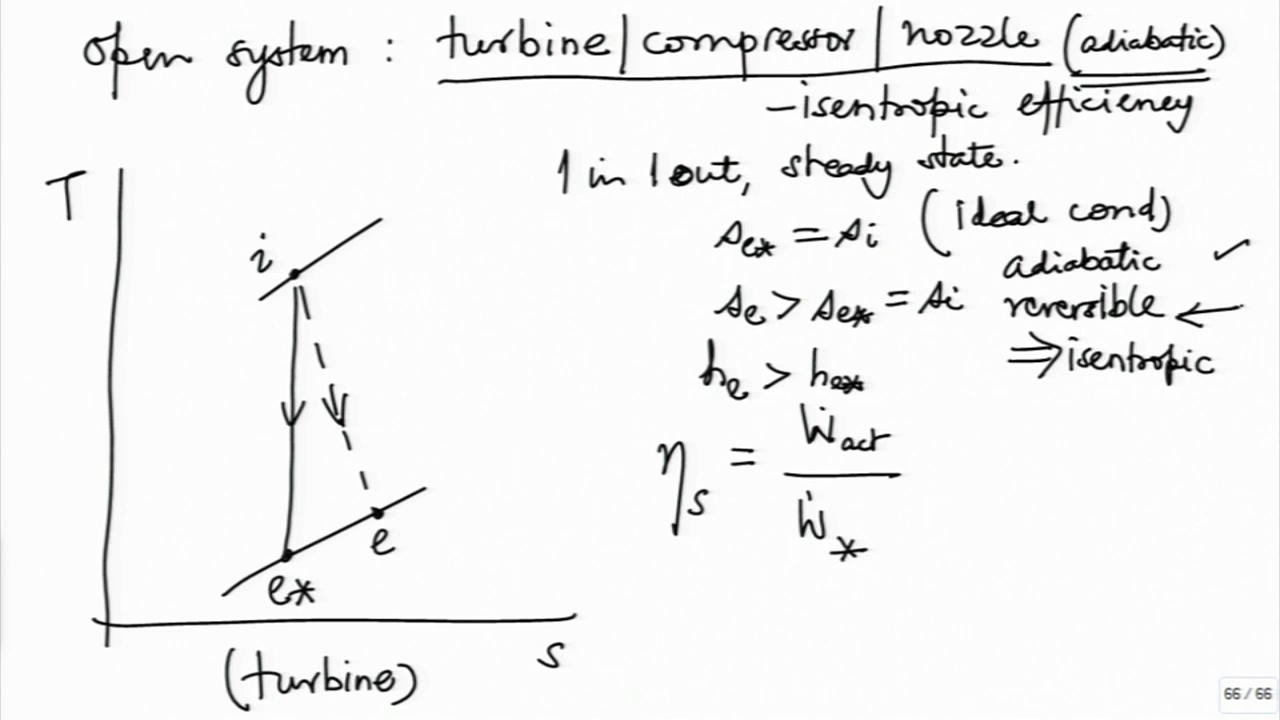 open system : turbine | compressor | nozzle (adiabatic)
- isentropic efficiency
1 in 1 out, steady state.
s_e* = s_i (ideal cond)
adiabatic ✓
s_e > s_e* = s_i reversible ←
⇒ isentropic
h_e > h_e*
η_s = Ẇ_act / Ẇ_*
T
i
e
e*
s
(turbine)
66 / 66